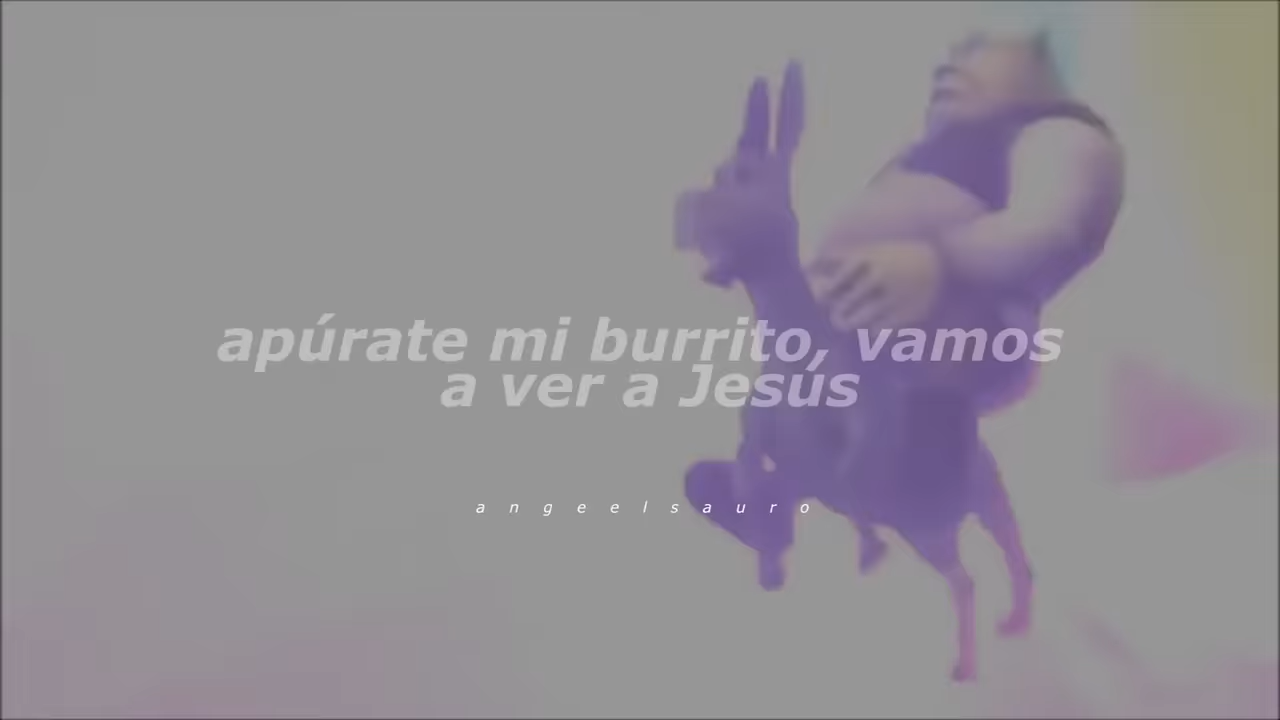 apúrate mi burrito, vamos
a ver a Jesús
a n g e e l s a u r o